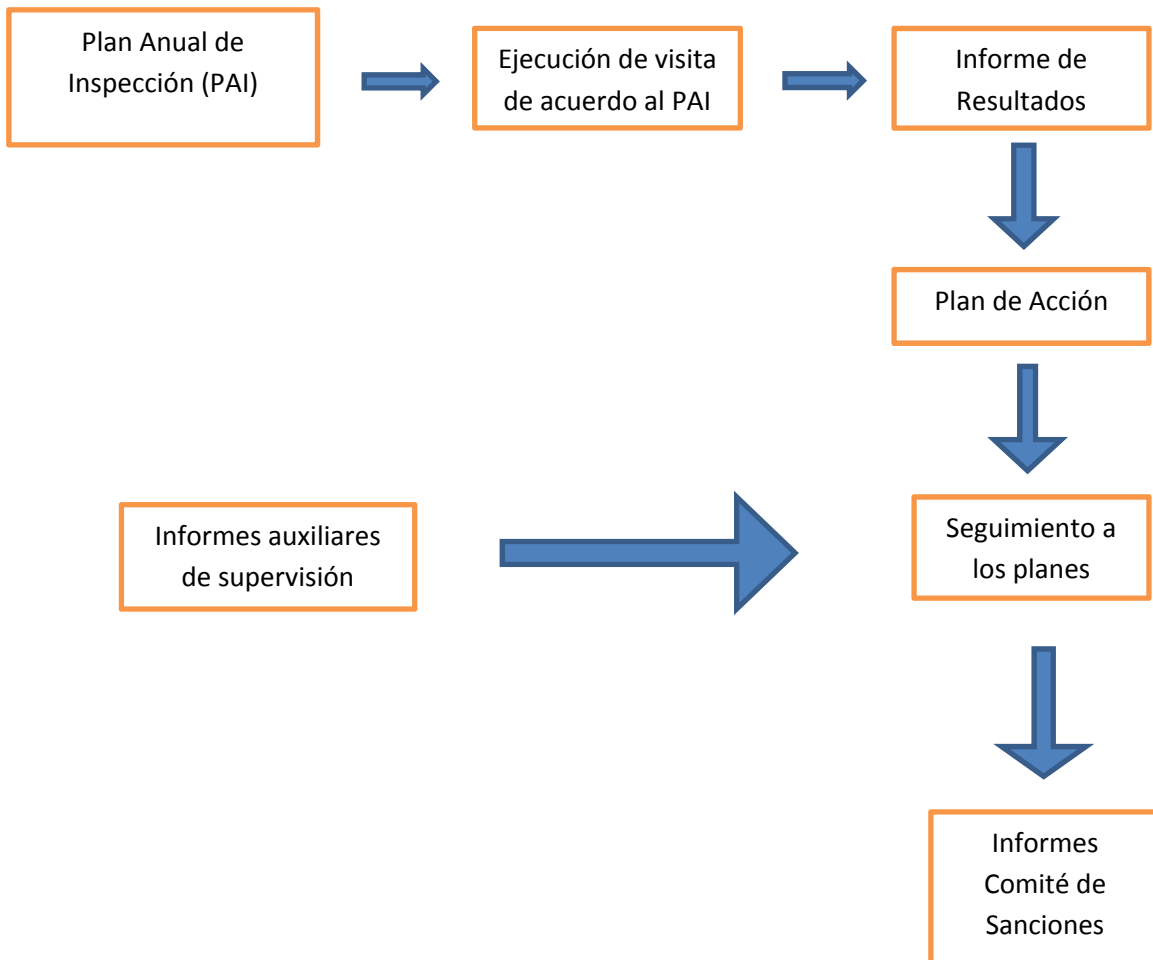 Plan Anual de
Inspección (PAI)
Ejecución de visita
de acuerdo al PAI
Informe de
Resultados
Plan de Acción
Informes auxiliares
de supervisión
Seguimiento a
los planes
Informes
Comité de
Sanciones